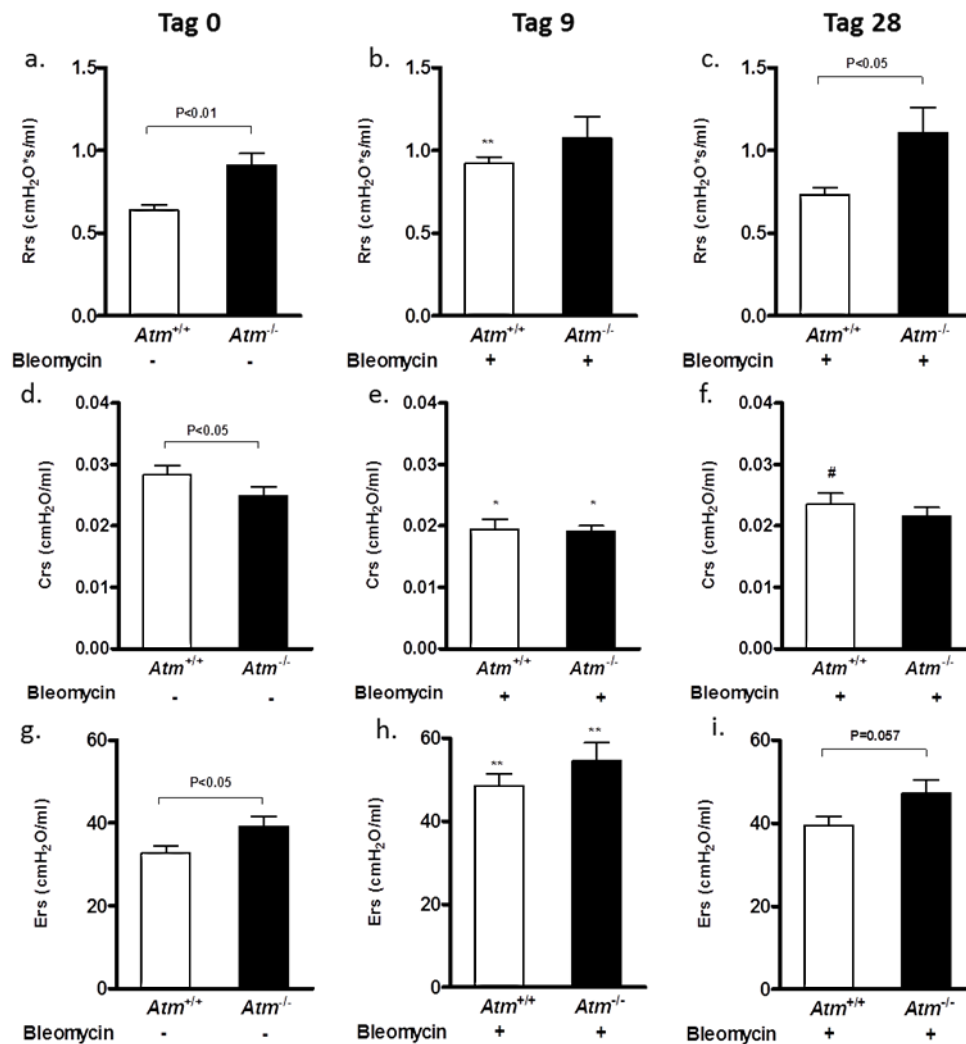 Tag 0 Tag 9 Tag 28
a. b. c.
1.5 1.0 0.5 0.0
Rrs (cmH₂O*s/ml)
P<0.01
Atm+/+ Atm-/-
Bleomycin - -
1.5 1.0 0.5 0.0
Rrs (cmH₂O*s/ml)
**
Atm+/+ Atm-/-
+ +
1.5 1.0 0.5 0.0
Rrs (cmH₂O*s/ml)
P<0.05
Atm+/+ Atm-/-
+ +
d. e. f.
0.04 0.03 0.02 0.01 0.00
Crs (cmH₂O/ml)
P<0.05
Atm+/+ Atm-/-
Bleomycin - -
0.04 0.03 0.02 0.01 0.00
Crs (cmH₂O/ml)
* *
Atm+/+ Atm-/-
Bleomycin + +
0.04 0.03 0.02 0.01 0.00
Crs (cmH₂O/ml)
#
Atm+/+ Atm-/-
Bleomycin + +
g. h. i.
60 40 20 0
Ers (cmH₂O/ml)
P<0.05
Atm+/+ Atm-/-
Bleomycin - -
60 40 20 0
Ers (cmH₂O/ml)
** **
Atm+/+ Atm-/-
Bleomycin + +
60 40 20 0
Ers (cmH₂O/ml)
P=0.057
Atm+/+ Atm-/-
Bleomycin + +